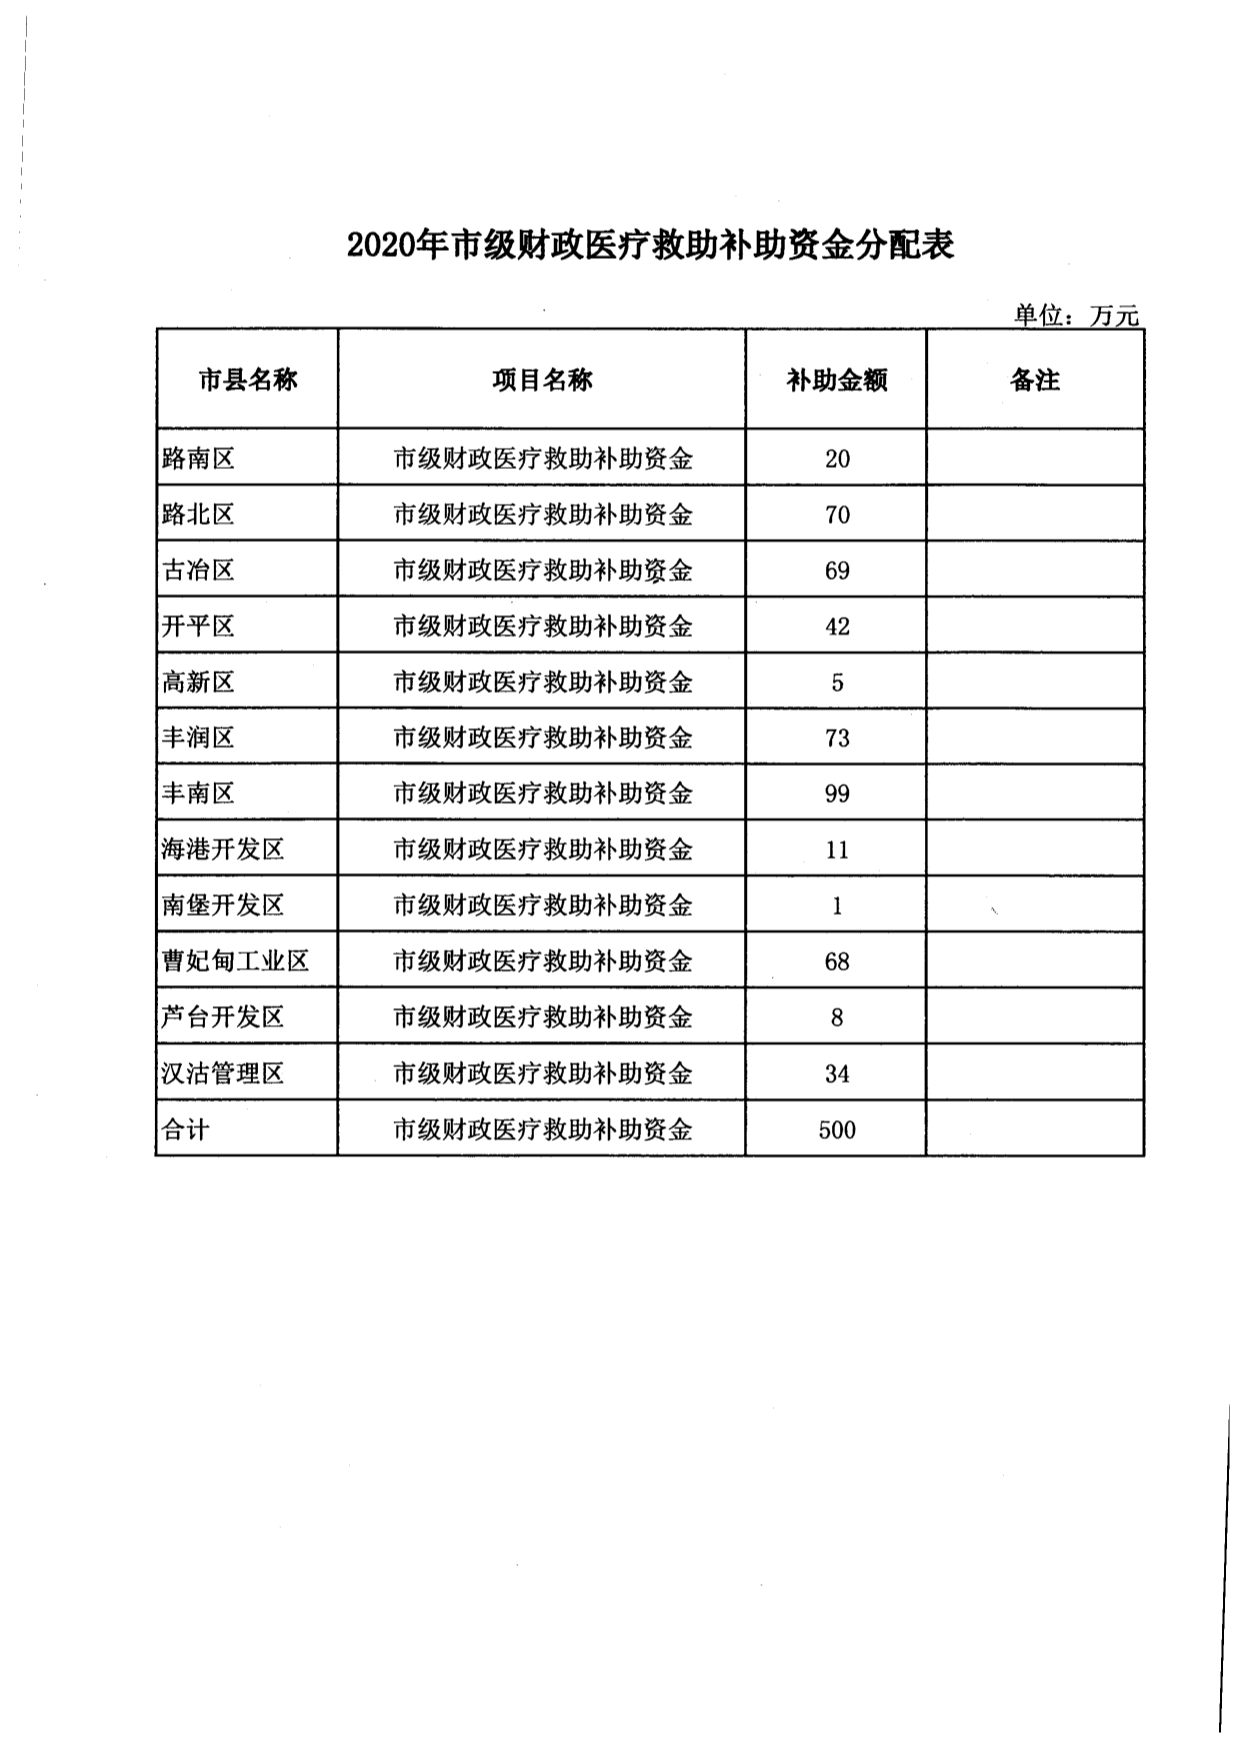 2020年市级财政医疗救助补助资金分配表
单位：万元
市县名称 项目名称 补助金额 备注
路南区 市级财政医疗救助补助资金 20
路北区 市级财政医疗救助补助资金 70
古冶区 市级财政医疗救助补助资金 69
开平区 市级财政医疗救助补助资金 42
高新区 市级财政医疗救助补助资金 5
丰润区 市级财政医疗救助补助资金 73
丰南区 市级财政医疗救助补助资金 99
海港开发区 市级财政医疗救助补助资金 11
南堡开发区 市级财政医疗救助补助资金 1
曹妃甸工业区 市级财政医疗救助补助资金 68
芦台开发区 市级财政医疗救助补助资金 8
汉沽管理区 市级财政医疗救助补助资金 34
合计 市级财政医疗救助补助资金 500